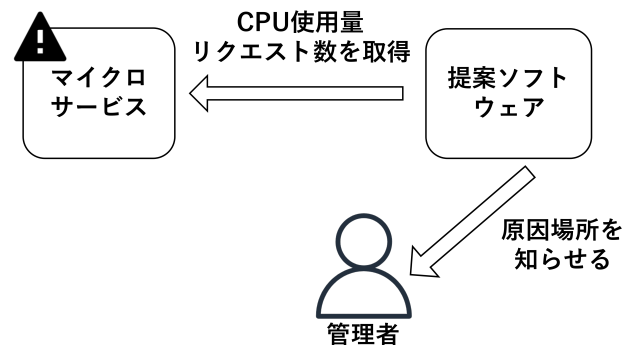 CPU使用量
リクエスト数を取得
マイクロ
サービス
提案ソフト
ウェア
原因場所を
知らせる
管理者